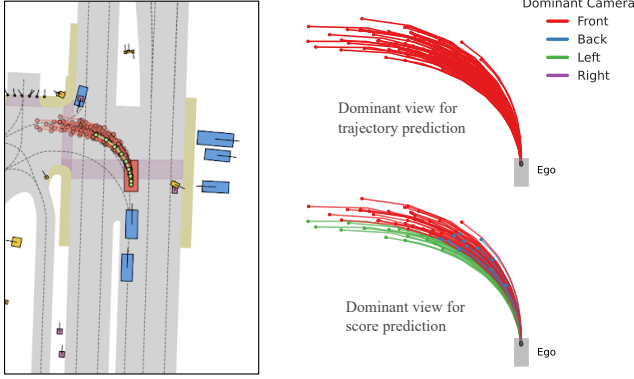 Dominant Camera
Front
Back
Left
Right
Dominant view for
trajectory prediction
Ego
Dominant view for
score prediction
Ego